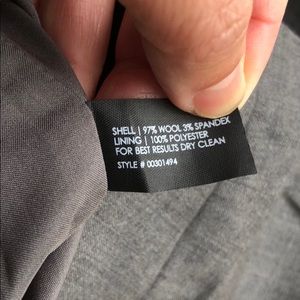 SHELL | 97% WOOL 3% SPANDEX
LINING | 100% POLYESTER
FOR BEST RESULTS DRY CLEAN
STYLE # 00301494